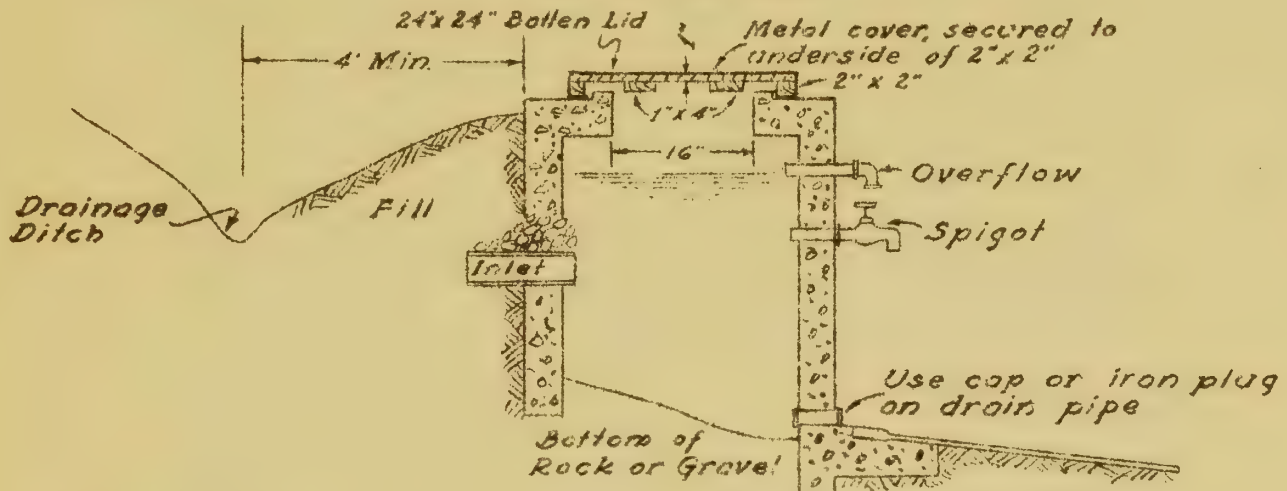 24"x 24" Batten Lid
Metal cover, secured to
underside of 2" x 2"
2" x 2"
4' Min.
1" x 4"
16"
Overflow
Drainage
Ditch
Fill
Spigot
Inlet
Use cap or iron plug
on drain pipe
Bottom of
Rock or Gravel